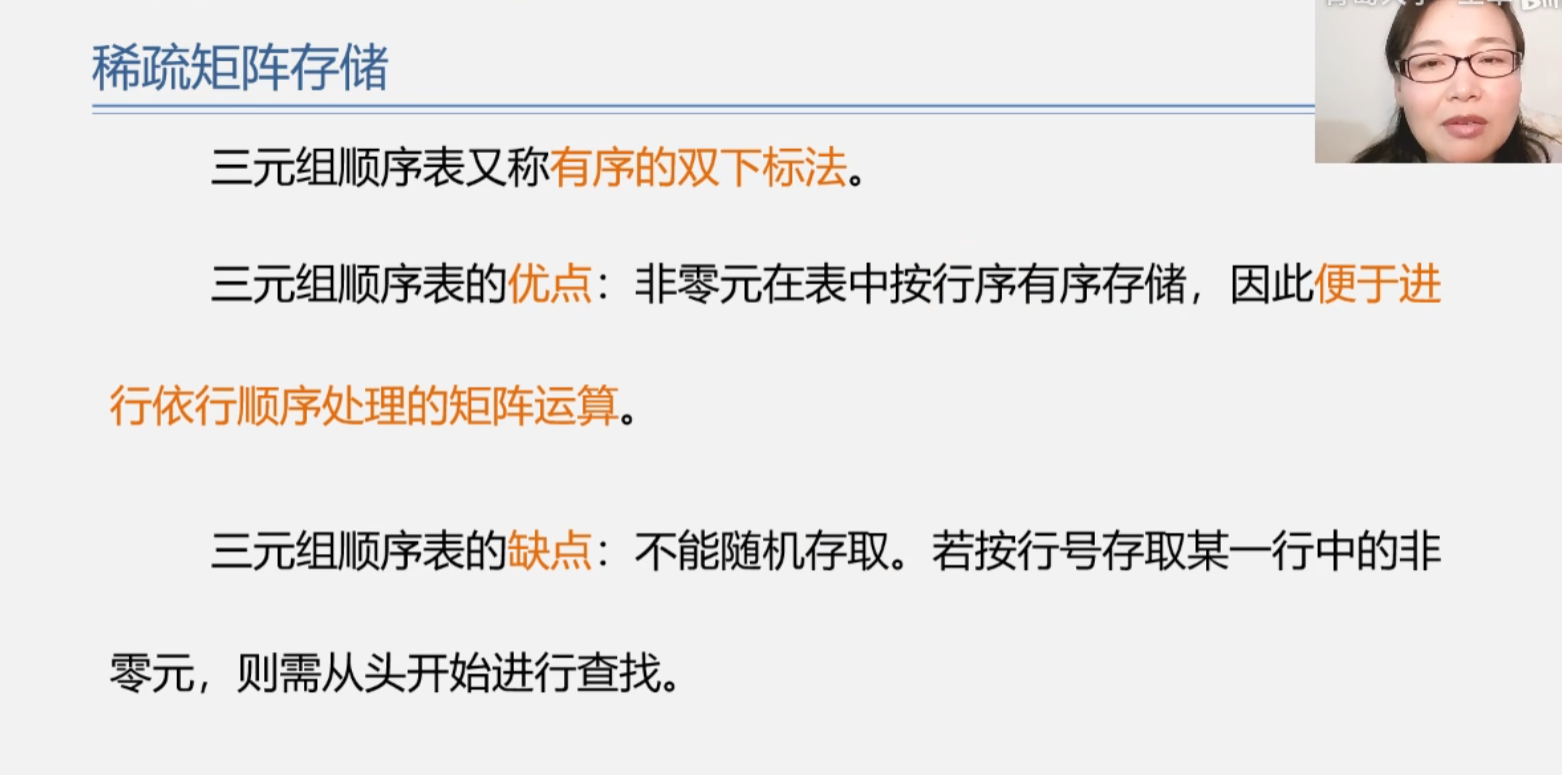 稀疏矩阵存储
三元组顺序表又称有序的双下标法。
三元组顺序表的优点：非零元在表中按行序有序存储，因此便于进
行依行顺序处理的矩阵运算。
三元组顺序表的缺点：不能随机存取。若按行号存取某一行中的非
零元，则需从头开始进行查找。